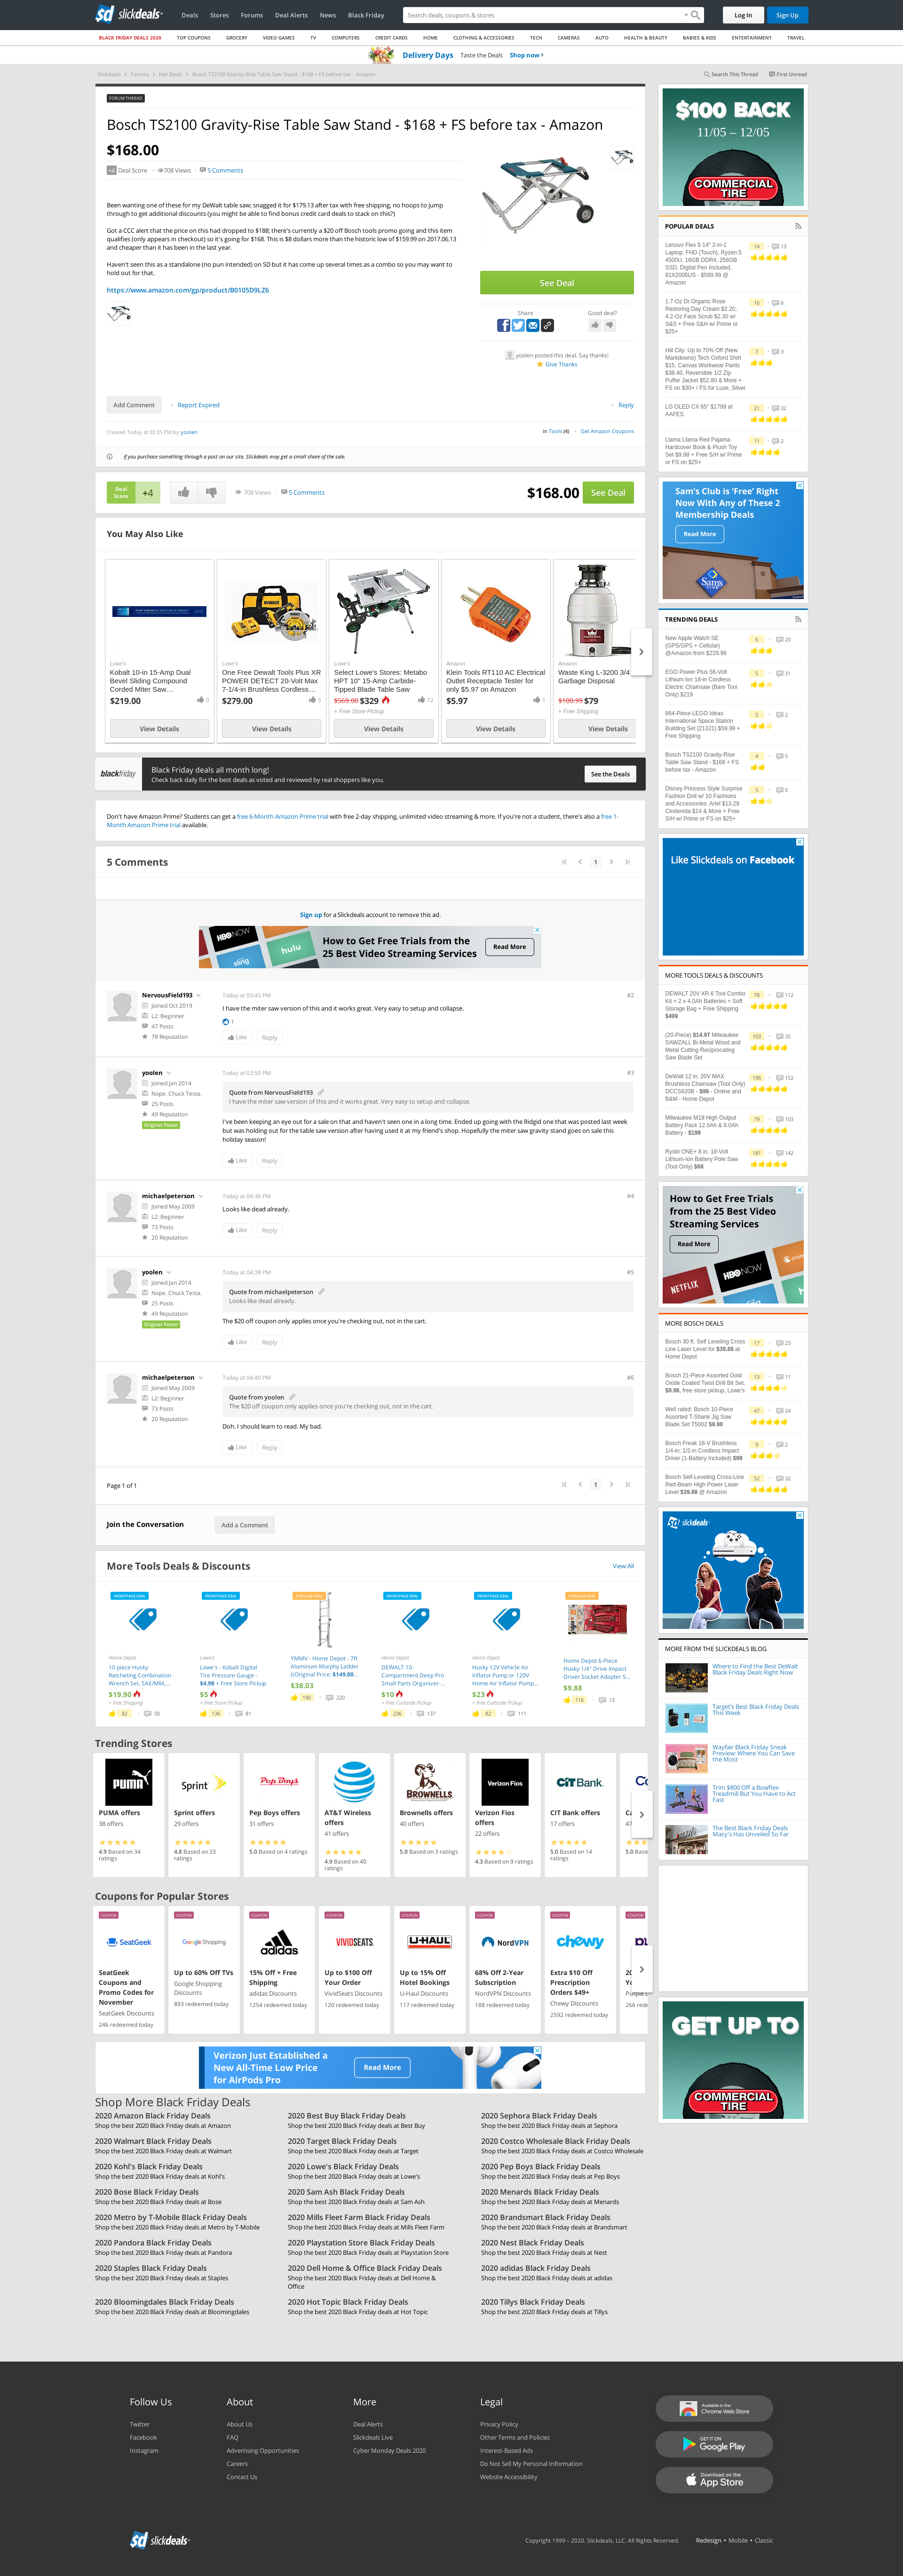 slickdeals
Deals Stores Forums Deal Alerts News Black Friday
Search deals, coupons & stores
Log In Sign Up
BLACK FRIDAY DEALS 2020 TOP COUPONS GROCERY VIDEO GAMES TV COMPUTERS CREDIT CARDS HOME CLOTHING & ACCESSORIES TECH CAMERAS AUTO HEALTH & BEAUTY BABIES & KIDS ENTERTAINMENT TRAVEL
Delivery Days Taste the Deals Shop now
Slickdeals Forums Hot Deals Bosch TS2100 Gravity-Rise Table Saw Stand - $168 + FS before tax - Amazon
Search This Thread First Unread
FORUM THREAD
Bosch TS2100 Gravity-Rise Table Saw Stand - $168 + FS before tax - Amazon
$168.00
+4 Deal Score 708 Views 5 Comments
Been wanting one of these for my DeWalt table saw; snagged it for $179.13 after tax with free shipping, no hoops to jump
through to get additional discounts (you might be able to find bonus credit card deals to stack on this?)
Got a CCC alert that the price on this had dropped to $188; there's currently a $20 off Bosch tools promo going and this item
qualifies (only appears in checkout) so it's going for $168. This is $8 dollars more than the historic low of $159.99 on 2017.06.13
and cheaper than it has been in the last year.
Haven't seen this as a standalone (no pun intended) on SD but it has come up several times as a combo so you may want to
hold out for that.
https://www.amazon.com/gp/product/B0105D9LZ6
See Deal
Share Good deal?
yoolen posted this deal. Say thanks!
Give Thanks
Add Comment Report Expired Reply
Created Today at 03:35 PM by yoolen
in Tools (4) Get Amazon Coupons
If you purchase something through a post on our site, Slickdeals may get a small share of the sale.
Deal
Score
+4
708 Views 5 Comments
$168.00 See Deal
You May Also Like
Lowe's
Kobalt 10-in 15-Amp Dual
Bevel Sliding Compound
Corded Miter Saw…
$219.00 0
View Details
Lowe's
One Free Dewalt Tools Plus XR
POWER DETECT 20-Volt Max
7-1/4-in Brushless Cordless…
$279.00 5
View Details
Lowe's
Select Lowe's Stores: Metabo
HPT 10" 15-Amp Carbide-
Tipped Blade Table Saw
$569.00 $329 72
+ Free Store Pickup
View Details
Amazon
Klein Tools RT110 AC Electrical
Outlet Receptacle Tester for
only $5.97 on Amazon
$5.97 1
View Details
Amazon
Waste King L-3200 3/4
Garbage Disposal
$100.99 $79
+ Free Shipping
View Details
blackfriday
Black Friday deals all month long!
Check back daily for the best deals as voted and reviewed by real shoppers like you.
See the Deals
Don't have Amazon Prime? Students can get a free 6-Month Amazon Prime trial with free 2-day shipping, unlimited video streaming & more. If you're not a student, there's also a free 1-
Month Amazon Prime trial available.
5 Comments
1
Sign up for a Slickdeals account to remove this ad.
HBONOW
sling
hulu
How to Get Free Trials from the
25 Best Video Streaming Services
Read More
NervousField193
Joined Oct 2019
L2: Beginner
47 Posts
78 Reputation
Today at 03:45 PM #2
I have the miter saw version of this and it works great. Very easy to setup and collapse.
1
Like Reply
yoolen
Joined Jan 2014
Nope. Chuck Testa.
25 Posts
49 Reputation
Original Poster
Today at 03:50 PM #3
Quote from NervousField193
I have the miter saw version of this and it works great. Very easy to setup and collapse.
I've been keeping an eye out for a sale on that and haven't seen one in a long time. Ended up going with the Ridgid one that was posted last week
but was holding out for the table saw version after having used it at my friend's shop. Hopefully the miter saw gravity stand goes on sale this
holiday season!
Like Reply
michaelpeterson
Joined May 2009
L2: Beginner
73 Posts
20 Reputation
Today at 04:36 PM #4
Looks like dead already.
Like Reply
yoolen
Joined Jan 2014
Nope. Chuck Testa.
25 Posts
49 Reputation
Original Poster
Today at 04:38 PM #5
Quote from michaelpeterson
Looks like dead already.
The $20 off coupon only applies once you're checking out, not in the cart.
Like Reply
michaelpeterson
Joined May 2009
L2: Beginner
73 Posts
20 Reputation
Today at 04:40 PM #6
Quote from yoolen
The $20 off coupon only applies once you're checking out, not in the cart.
Doh. I should learn to read. My bad.
Like Reply
Page 1 of 1 1
Join the Conversation Add a Comment
More Tools Deals & Discounts View All
FRONTPAGE DEAL
Home Depot
10 piece Husky
Ratcheting Combination
Wrench Set, SAE/MM,…
$19.90
+ Free Shipping
82 50
FRONTPAGE DEAL
Lowe's
Lowe's - Kobalt Digital
Tire Pressure Gauge -
$4.98 + Free Store Pickup
$5
+ Free Store Pickup
136 81
POPULAR DEAL
YMMV - Home Depot - 7ft
Aluminum Murphy Ladder
((Original Price: $149.00…
$38.03
190 220
FRONTPAGE DEAL
Home Depot
DEWALT 10-
Compartment Deep Pro
Small Parts Organizer-…
$10
+ Free Curbside Pickup
236 137
FRONTPAGE DEAL
Home Depot
Husky 12V Vehicle Air
Inflator Pump or 120V
Home Air Inflator Pump…
$23
+ Free Curbside Pickup
82 111
POPULAR DEAL
Home Depot 6-Piece
Husky 1/4" Drive Impact
Driver Socket Adapter S…
$9.88
116 13
Trending Stores
PUMA
PUMA offers
38 offers
4.9 Based on 34
ratings
Sprint
Sprint offers
29 offers
4.8 Based on 33
ratings
Pep Boys
Pep Boys offers
31 offers
5.0 Based on 4 ratings
AT&T Wireless
offers
41 offers
4.9 Based on 40
ratings
BROWNELLS
Brownells offers
40 offers
5.0 Based on 3 ratings
Verizon Fios
Verizon Fios
offers
22 offers
4.3 Based on 9 ratings
CIT BANK
CIT Bank offers
17 offers
5.0 Based on 14
ratings
Coupons for Popular Stores
COUPON
SeatGeek
SeatGeek
Coupons and
Promo Codes for
November
SeatGeek Discounts
246 redeemed today
COUPON
Google Shopping
Up to 60% Off TVs
Google Shopping
Discounts
893 redeemed today
COUPON
adidas
15% Off + Free
Shipping
adidas Discounts
1254 redeemed today
COUPON
VIVIDSEATS
Up to $100 Off
Your Order
VividSeats Discounts
120 redeemed today
COUPON
U-HAUL
Up to 15% Off
Hotel Bookings
U-Haul Discounts
117 redeemed today
COUPON
NordVPN
68% Off 2-Year
Subscription
NordVPN Discounts
188 redeemed today
COUPON
chewy
Extra $10 Off
Prescription
Orders $49+
Chewy Discounts
2592 redeemed today
COUPON
Verizon Just Established a
New All-Time Low Price
for AirPods Pro
Read More
Shop More Black Friday Deals
2020 Amazon Black Friday Deals
Shop the best 2020 Black Friday deals at Amazon
2020 Best Buy Black Friday Deals
Shop the best 2020 Black Friday deals at Best Buy
2020 Sephora Black Friday Deals
Shop the best 2020 Black Friday deals at Sephora
2020 Walmart Black Friday Deals
Shop the best 2020 Black Friday deals at Walmart
2020 Target Black Friday Deals
Shop the best 2020 Black Friday deals at Target
2020 Costco Wholesale Black Friday Deals
Shop the best 2020 Black Friday deals at Costco Wholesale
2020 Kohl's Black Friday Deals
Shop the best 2020 Black Friday deals at Kohl's
2020 Lowe's Black Friday Deals
Shop the best 2020 Black Friday deals at Lowe's
2020 Pep Boys Black Friday Deals
Shop the best 2020 Black Friday deals at Pep Boys
2020 Bose Black Friday Deals
Shop the best 2020 Black Friday deals at Bose
2020 Sam Ash Black Friday Deals
Shop the best 2020 Black Friday deals at Sam Ash
2020 Menards Black Friday Deals
Shop the best 2020 Black Friday deals at Menards
2020 Metro by T-Mobile Black Friday Deals
Shop the best 2020 Black Friday deals at Metro by T-Mobile
2020 Mills Fleet Farm Black Friday Deals
Shop the best 2020 Black Friday deals at Mills Fleet Farm
2020 Brandsmart Black Friday Deals
Shop the best 2020 Black Friday deals at Brandsmart
2020 Pandora Black Friday Deals
Shop the best 2020 Black Friday deals at Pandora
2020 Playstation Store Black Friday Deals
Shop the best 2020 Black Friday deals at Playstation Store
2020 Nest Black Friday Deals
Shop the best 2020 Black Friday deals at Nest
2020 Staples Black Friday Deals
Shop the best 2020 Black Friday deals at Staples
2020 Dell Home & Office Black Friday Deals
Shop the best 2020 Black Friday deals at Dell Home &
Office
2020 adidas Black Friday Deals
Shop the best 2020 Black Friday deals at adidas
2020 Bloomingdales Black Friday Deals
Shop the best 2020 Black Friday deals at Bloomingdales
2020 Hot Topic Black Friday Deals
Shop the best 2020 Black Friday deals at Hot Topic
2020 Tillys Black Friday Deals
Shop the best 2020 Black Friday deals at Tillys
$100 BACK
11/05 – 12/05
COMMERCIAL
TIRE
POPULAR DEALS
Lenovo Flex 5 14" 2-in-1
Laptop, FHD (Touch), Ryzen 5
4500U, 16GB DDR4, 256GB
SSD, Digital Pen Included,
81X2005US - $599.99 @
Amazon
14 13
1.7-Oz Dr.Organic Rose
Restoring Day Cream $2.20,
4.2-Oz Face Scrub $2.30 w/
S&S + Free S&H w/ Prime or
$25+
16 6
Hill City: Up to 70% Off (New
Markdowns) Tech Oxford Shirt
$15, Canvas Workwear Pants
$38.40, Reversible 1/2 Zip
Puffer Jacket $52.80 & More +
FS on $30+ / FS for Luxe, Silver
7 3
LG OLED CX 65" $1799 at
AAFES
21 32
Llama Llama Red Pajama
Hardcover Book & Plush Toy
Set $9.98 + Free S/H w/ Prime
or FS on $25+
11 2
Sam's Club is 'Free' Right
Now With Any of These 2
Membership Deals
Read More
Sam's
TRENDING DEALS
New Apple Watch SE
(GPS/GPS + Cellular)
@Amazon from $229.99
6 20
EGO Power Plus 56-Volt
Lithium Ion 18-in Cordless
Electric Chainsaw (Bare Tool
Only) $219
5 31
864-Piece LEGO Ideas
International Space Station
Building Set (21321) $59.99 +
Free Shipping
5 2
Bosch TS2100 Gravity-Rise
Table Saw Stand - $168 + FS
before tax - Amazon
4 5
Disney Princess Style Surprise
Fashion Doll w/ 10 Fashions
and Accessories: Ariel $13.29
Cinderella $14 & More + Free
S/H w/ Prime or FS on $25+
5 0
Like Slickdeals on Facebook
MORE TOOLS DEALS & DISCOUNTS
DEWALT 20V XR 6 Tool Combo
Kit + 2 x 4.0Ah Batteries + Soft
Storage Bag + Free Shipping
$499
78 112
(20-Piece) $14.97 Milwaukee
SAWZALL Bi-Metal Wood and
Metal Cutting Reciprocating
Saw Blade Set
103 35
DeWalt 12 in. 20V MAX
Brushless Chainsaw (Tool Only)
DCCS620B - $99 - Online and
B&M - Home Depot
196 152
Milwaukee M18 High Output
Battery Pack 12.0Ah & 8.0Ah
Battery - $199
79 103
Ryobi ONE+ 8 in. 18-Volt
Lithium-Ion Battery Pole Saw
(Tool Only) $68
181 142
How to Get Free Trials
from the 25 Best Video
Streaming Services
Read More
NETFLIX
HBONOW
MORE BOSCH DEALS
Bosch 30 ft. Self Leveling Cross
Line Laser Level for $39.88 at
Home Depot
17 23
Bosch 21-Piece Assorted Gold
Oxide Coated Twist Drill Bit Set,
$9.98, free store pickup, Lowe's
13 11
Well rated: Bosch 10-Piece
Assorted T-Shank Jig Saw
Blade Set T5002 $9.98
47 24
Bosch Freak 18-V Brushless
1/4-in; 1/2-in Cordless Impact
Driver (1-Battery Included) $99
9 2
Bosch Self-Leveling Cross-Line
Red-Beam High Power Laser
Level $39.88 @ Amazon
52 32
slickdeals
MORE FROM THE SLICKDEALS BLOG
Where to Find the Best DeWalt
Black Friday Deals Right Now
Target's Best Black Friday Deals
This Week
Wayfair Black Friday Sneak
Preview: Where You Can Save
the Most
Trim $800 off a Bowflex
Treadmill But You Have to Act
Fast
The Best Black Friday Deals
Macy's Has Unveiled So Far
GET UP TO
COMMERCIAL
TIRE
Follow Us
Twitter
Facebook
Instagram
About
About Us
FAQ
Advertising Opportunities
Careers
Contact Us
More
Deal Alerts
Slickdeals Live
Cyber Monday Deals 2020
Legal
Privacy Policy
Other Terms and Policies
Interest-Based Ads
Do Not Sell My Personal Information
Website Accessibility
Available in the
Chrome Web Store
GET IT ON
Google Play
Download on the
App Store
slickdeals
Copyright 1999 – 2020. Slickdeals, LLC. All Rights Reserved. Redesign • Mobile • Classic